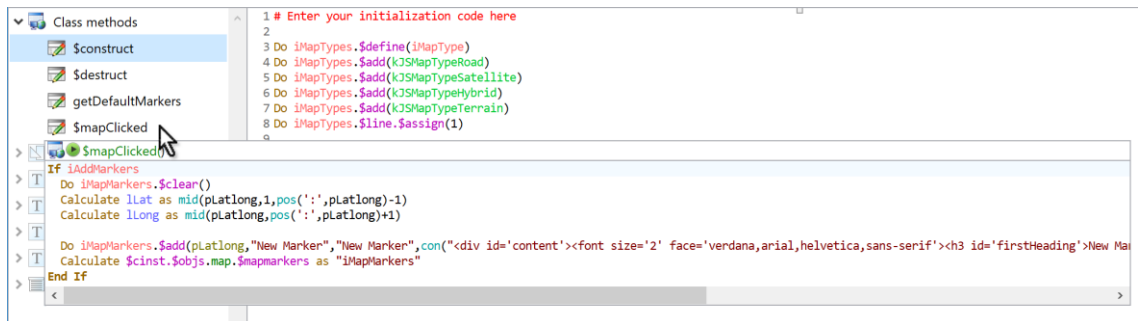 Class methods
$construct
$destruct
getDefaultMarkers
$mapClicked
1 # Enter your initialization code here
2
3 Do iMapTypes.$define(iMapType)
4 Do iMapTypes.$add(kJSMapTypeRoad)
5 Do iMapTypes.$add(kJSMapTypeSatellite)
6 Do iMapTypes.$add(kJSMapTypeHybrid)
7 Do iMapTypes.$add(kJSMapTypeTerrain)
8 Do iMapTypes.$line.$assign(1)
$mapClicked()
If iAddMarkers
Do iMapMarkers.$clear()
Calculate lLat as mid(pLatlong,1,pos(':',pLatlong)-1)
Calculate lLong as mid(pLatlong,pos(':',pLatlong)+1)
Do iMapMarkers.$add(pLatlong,"New Marker","New Marker",con("<div id='content'><font size='2' face='verdana,arial,helvetica,sans-serif'><h3 id='firstHeading'>New
Calculate $cinst.$objs.map.$mapmarkers as "iMapMarkers"
End If
T
T
T
T